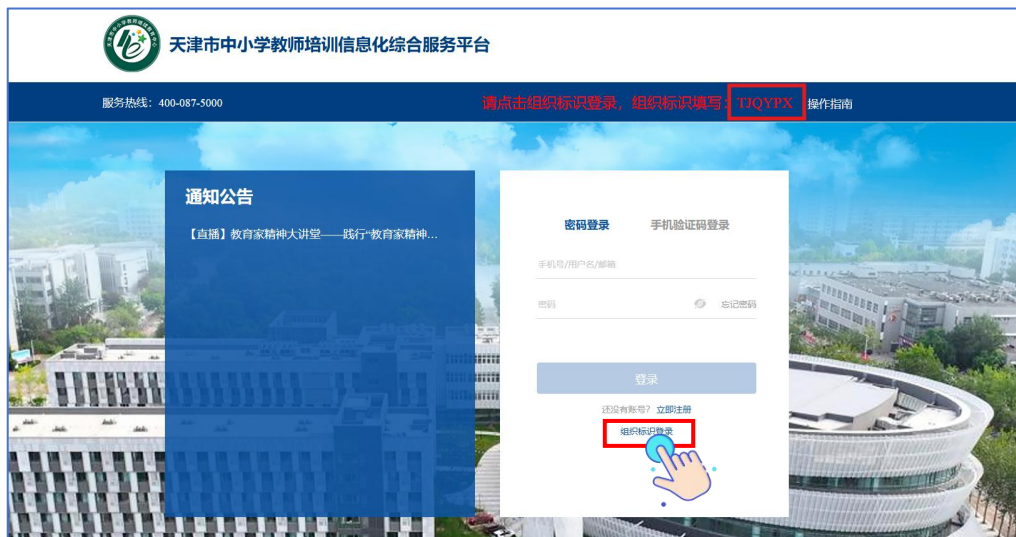 天津市中小学教师培训信息化综合服务平台
服务热线：400-087-5000
请点击组织标识登录，组织标识填写：TJQYPX
操作指南
通知公告
【直播】教育家精神大讲堂——践行“教育家精神...
密码登录
手机验证码登录
手机号/用户名/邮箱
密码
忘记密码
登录
还没有账号？立即注册
组织标识登录